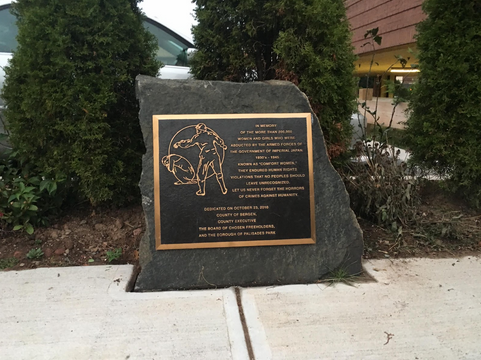 IN MEMORY
OF THE MORE THAN 200,000
WOMEN AND GIRLS WHO WERE
ABDUCTED BY THE ARMED FORCES OF
THE GOVERNMENT OF IMPERIAL JAPAN
1930's - 1945.
KNOWN AS "COMFORT WOMEN,"
THEY ENDURED HUMAN RIGHTS
VIOLATIONS THAT NO PEOPLES SHOULD
LEAVE UNRECOGNIZED.
LET US NEVER FORGET THE HORRORS
OF CRIMES AGAINST HUMANITY.
DEDICATED ON OCTOBER 23, 2010
COUNTY OF BERGEN,
COUNTY EXECUTIVE
THE BOARD OF CHOSEN FREEHOLDERS,
AND THE BOROUGH OF PALISADES PARK